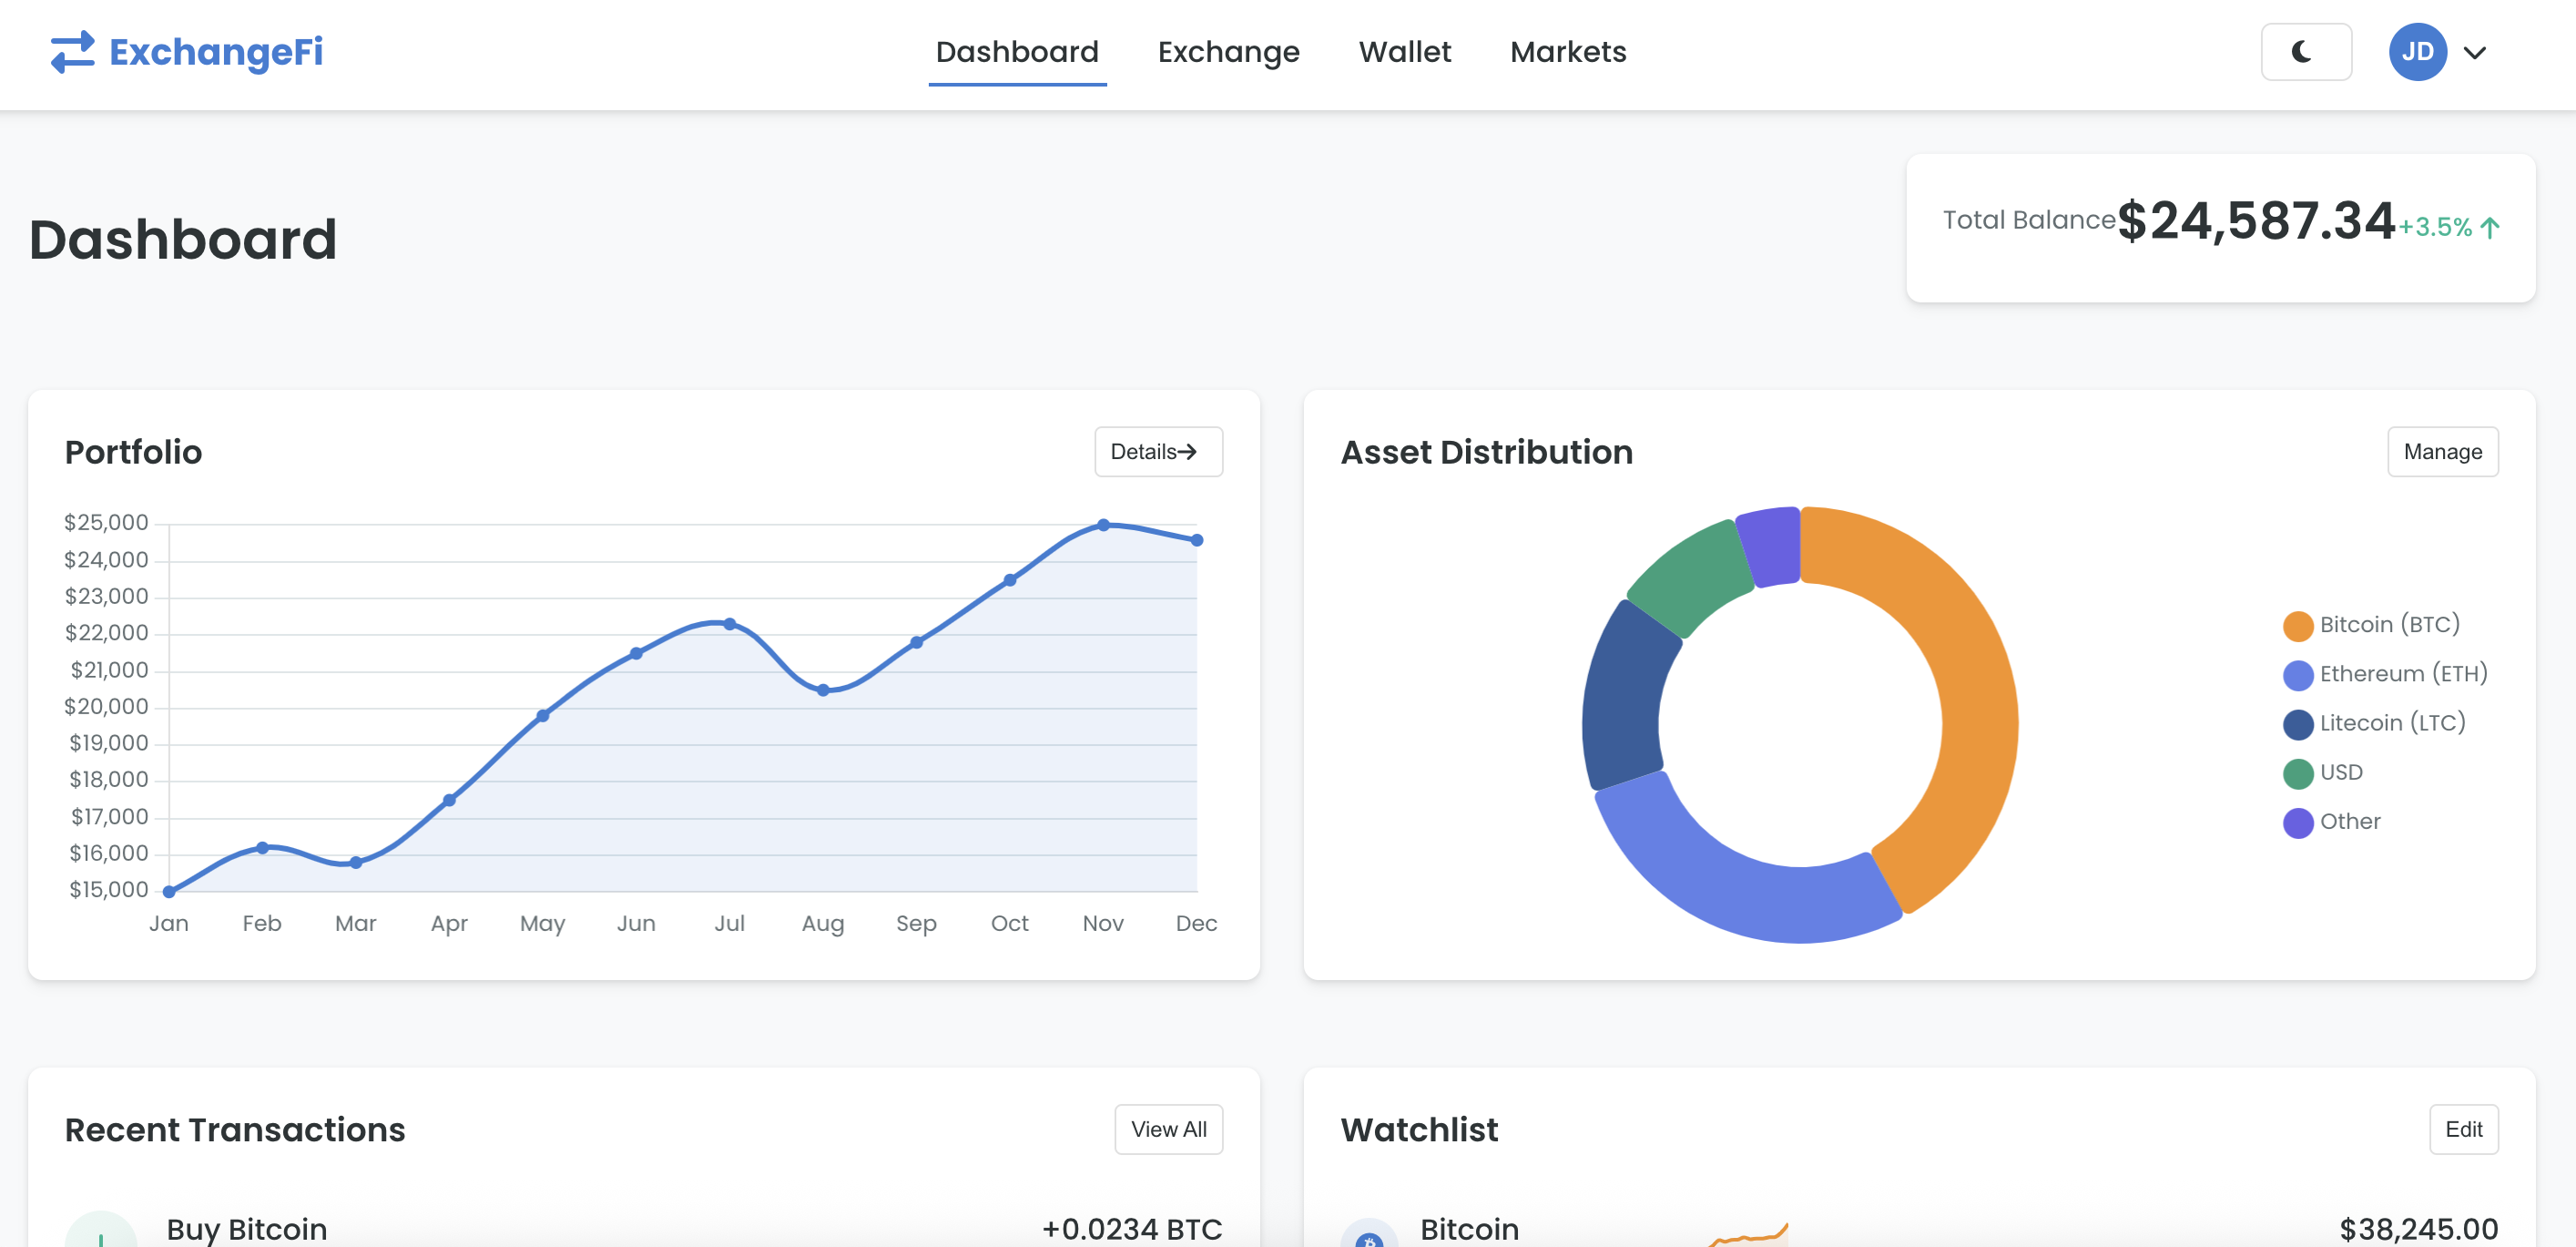 ExchangeFi
Dashboard Exchange Wallet Markets
JD
Dashboard
Total Balance$24,587.34+3.5%
Portfolio
Details
$25,000
$24,000
$23,000
$22,000
$21,000
$20,000
$19,000
$18,000
$17,000
$16,000
$15,000
Jan Feb Mar Apr May Jun Jul Aug Sep Oct Nov Dec
Asset Distribution
Manage
Bitcoin (BTC)
Ethereum (ETH)
Litecoin (LTC)
USD
Other
Recent Transactions
View All
Buy Bitcoin +0.0234 BTC
Watchlist
Edit
Bitcoin $38,245.00